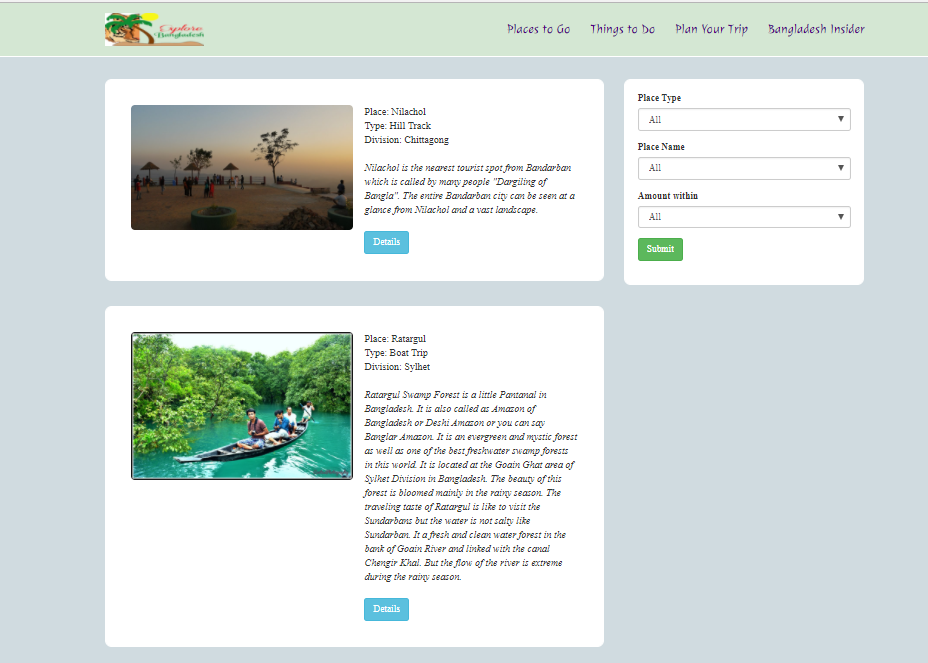 Explore
Bangladesh
Places to Go
Things to Do
Plan Your Trip
Bangladesh Insider
Place: Nilachol
Type: Hill Track
Division: Chittagong
Nilachol is the nearest tourist spot from Bandarban
which is called by many people "Dargiling of
Bangla". The entire Bandarban city can be seen at a
glance from Nilachol and a vast landscape.
Details
Place Type
All
Place Name
All
Amount within
All
Submit
Place: Ratargul
Type: Boat Trip
Division: Sylhet
Ratargul Swamp Forest is a little Pantanal in
Bangladesh. It is also called as Amazon of
Bangladesh or Deshi Amazon or you can say
Banglar Amazon. It is an evergreen and mystic forest
as well as one of the best freshwater swamp forests
in this world. It is located at the Goain Ghat area of
Sylhet Division in Bangladesh. The beauty of this
forest is bloomed mainly in the rainy season. The
traveling taste of Ratargul is like to visit the
Sundarbans but the water is not salty like
Sundarban. It a fresh and clean water forest in the
bank of Goain River and linked with the canal
Chengir Khal. But the flow of the river is extreme
during the rainy season.
Details